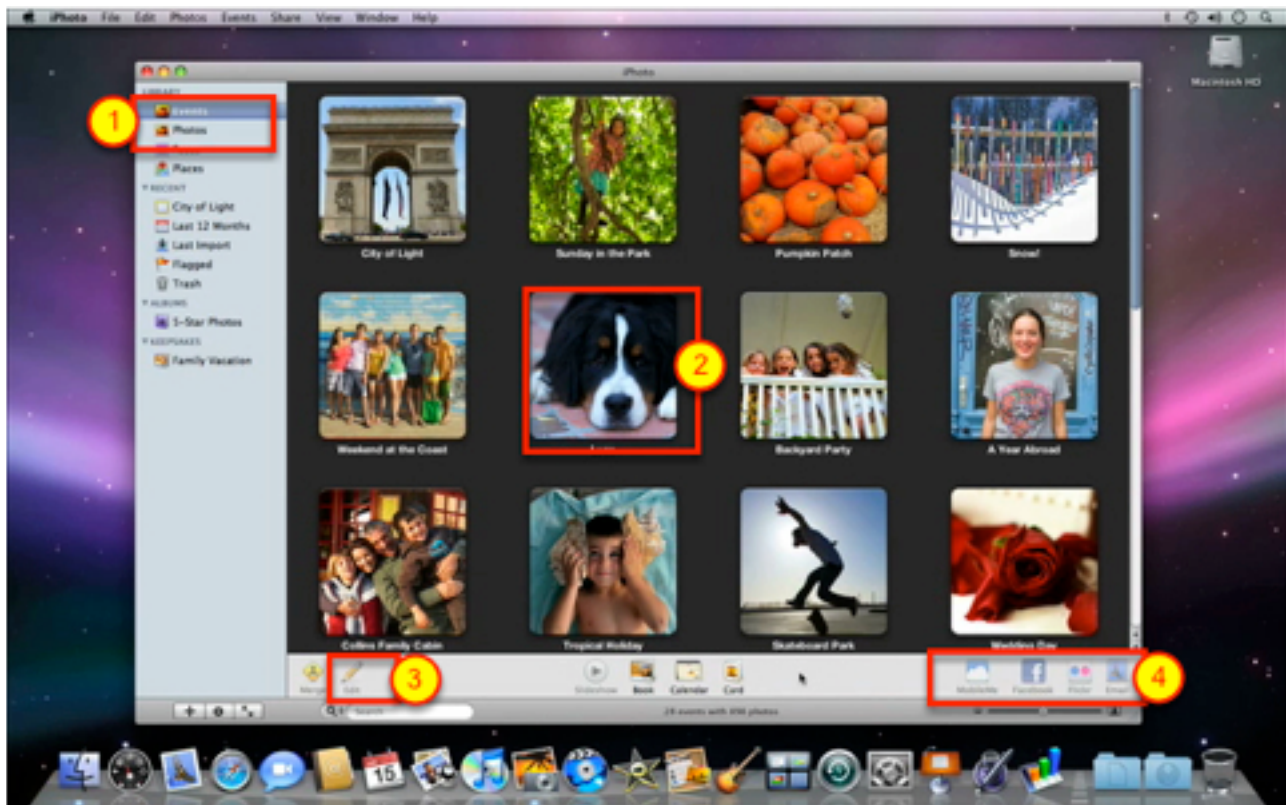 iPhoto File Edit Photos Events Share View Window Help
Macintosh HD
iPhoto
LIBRARY
1
Events
Photos
Places
RECENT
City of Light
Last 12 Months
Last Import
Flagged
Trash
ALBUMS
5-Star Photos
KEEPSAKES
Family Vacation
City of Light
Sunday in the Park
Pumpkin Patch
Snow!
2
Weekend at the Coast
Backyard Party
A Year Abroad
Collins Family Cabin
Tropical Holiday
Skateboard Park
Wedding Day
Edit
3
Slideshow
Book
Calendar
Card
MobileMe
Facebook
Flickr
Email
4
Search
28 events with 898 photos
15